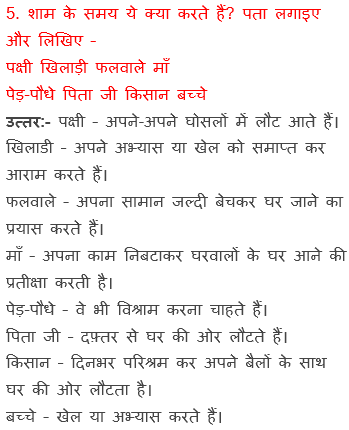 5. शाम के समय ये क्या करते हैं? पता लगाइए
और लिखिए -
पक्षी खिलाड़ी फलवाले माँ
पेड़-पौधे पिता जी किसान बच्चे
उत्तर:- पक्षी - अपने-अपने घोसलों में लौट आते हैं।
खिलाडी - अपने अभ्यास या खेल को समाप्त कर
आराम करते हैं।
फलवाले - अपना सामान जल्दी बेचकर घर जाने का
प्रयास करते हैं।
माँ - अपना काम निबटाकर घरवालों के घर आने की
प्रतीक्षा करती है।
पेड़-पौधे - वे भी विश्राम करना चाहते हैं।
पिता जी - दफ़्तर से घर की ओर लौटते हैं।
किसान - दिनभर परिश्रम कर अपने बैलों के साथ
घर की ओर लौटता है।
बच्चे - खेल या अभ्यास करते हैं।